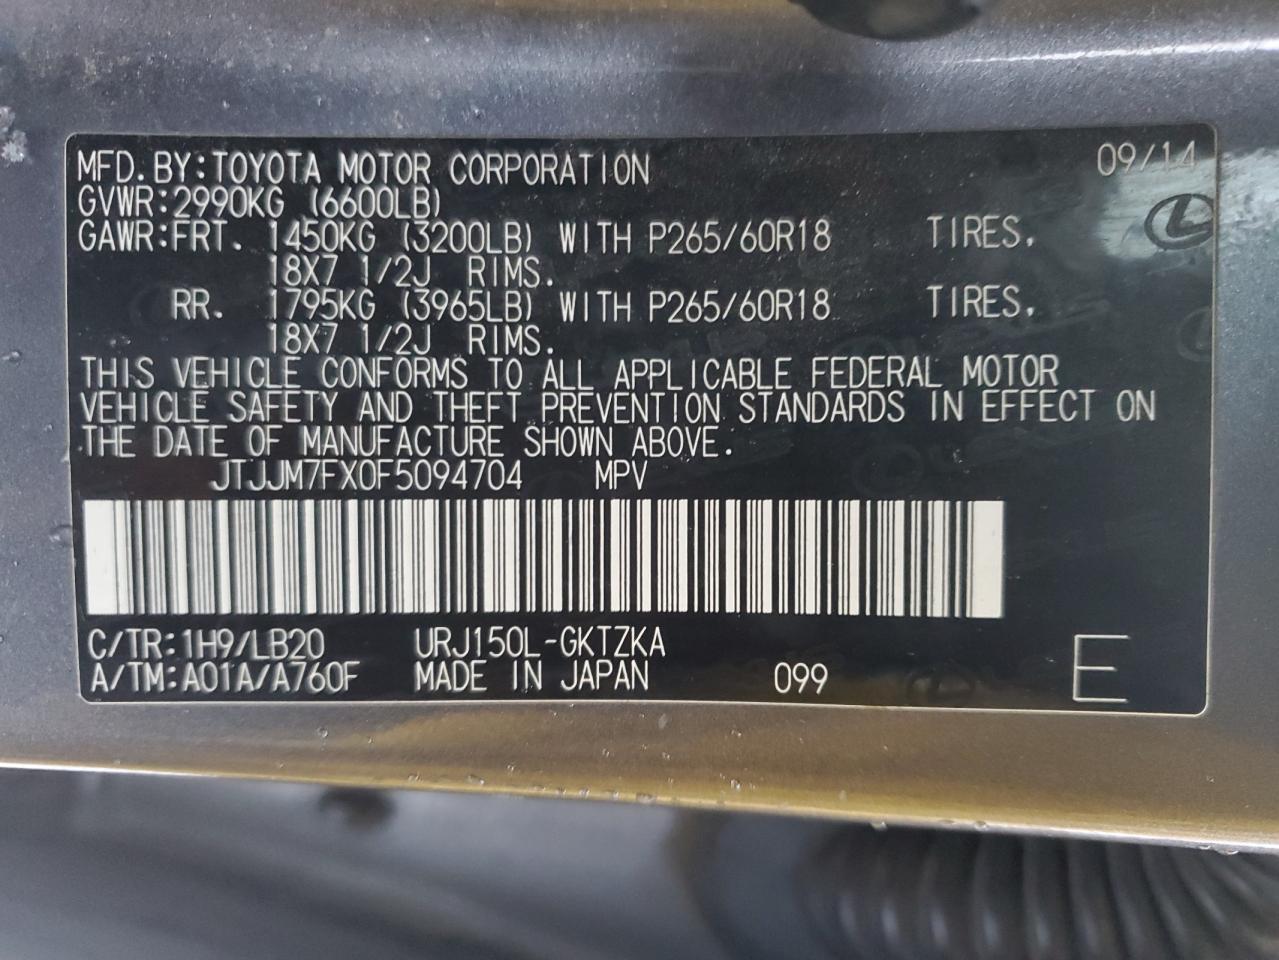 MFD. BY: TOYOTA MOTOR CORPORATION 09/14
GVWR: 2990KG (6600LB)
GAWR: FRT. 1450KG (3200LB) WITH P265/60R18 TIRES.
18X7 1/2J RIMS.
RR. 1795KG (3965LB) WITH P265/60R18 TIRES.
18X7 1/2J RIMS.
THIS VEHICLE CONFORMS TO ALL APPLICABLE FEDERAL MOTOR
VEHICLE SAFETY AND THEFT PREVENTION STANDARDS IN EFFECT ON
THE DATE OF MANUFACTURE SHOWN ABOVE.
JTJJM7FX0F5094704 MPV
C/TR: 1H9/LB20 URJ150L-GKTZKA
A/TM: A01A/A760F MADE IN JAPAN 099 E